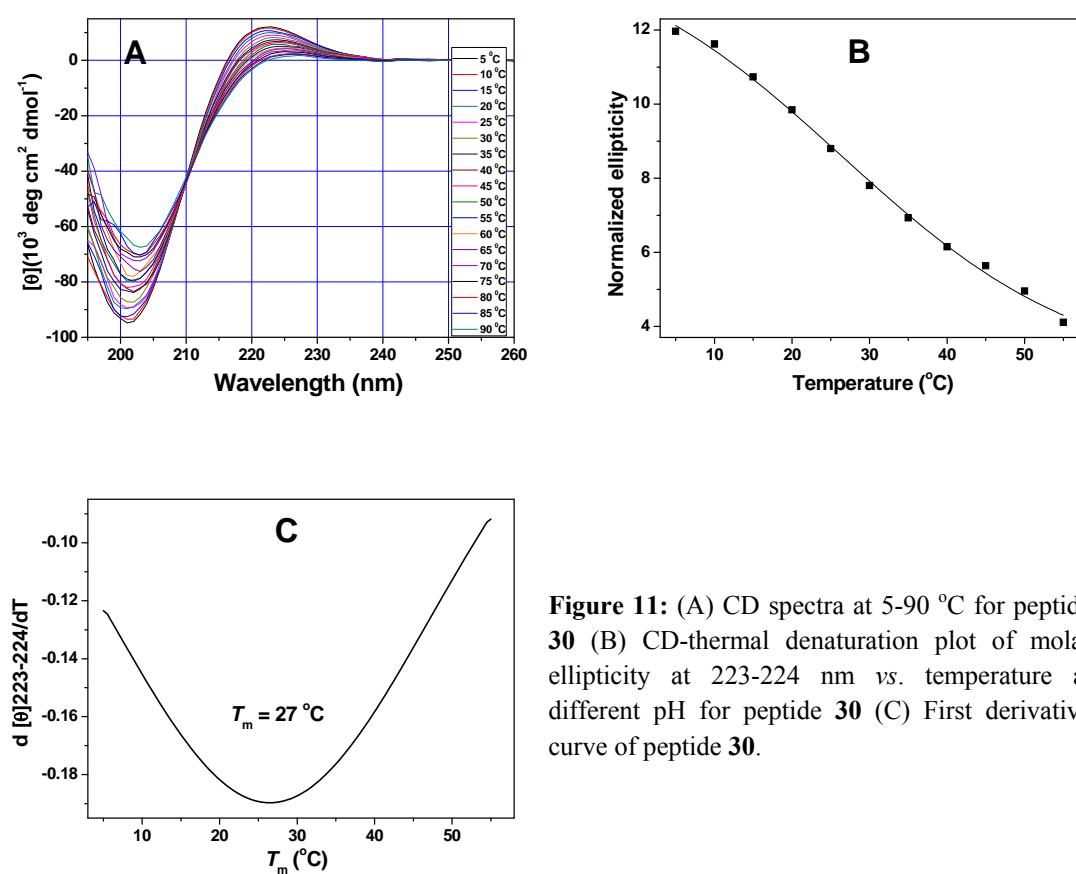 A
[θ](10³ deg cm² dmol⁻¹)
0
-20
-40
-60
-80
-100
200 210 220 230 240 250 260
Wavelength (nm)
5 °C
10 °C
15 °C
20 °C
25 °C
30 °C
35 °C
40 °C
45 °C
50 °C
55 °C
60 °C
65 °C
70 °C
75 °C
80 °C
85 °C
90 °C
B
Normalized ellipticity
12
10
8
6
4
10 20 30 40 50
Temperature (°C)
C
d [θ]223-224/dT
-0.10
-0.12
-0.14
-0.16
-0.18
Tm = 27 °C
10 20 30 40 50
Tm (°C)
Figure 11: (A) CD spectra at 5-90 °C for peptid
30 (B) CD-thermal denaturation plot of mola
ellipticity at 223-224 nm vs. temperature a
different pH for peptide 30 (C) First derivativ
curve of peptide 30.